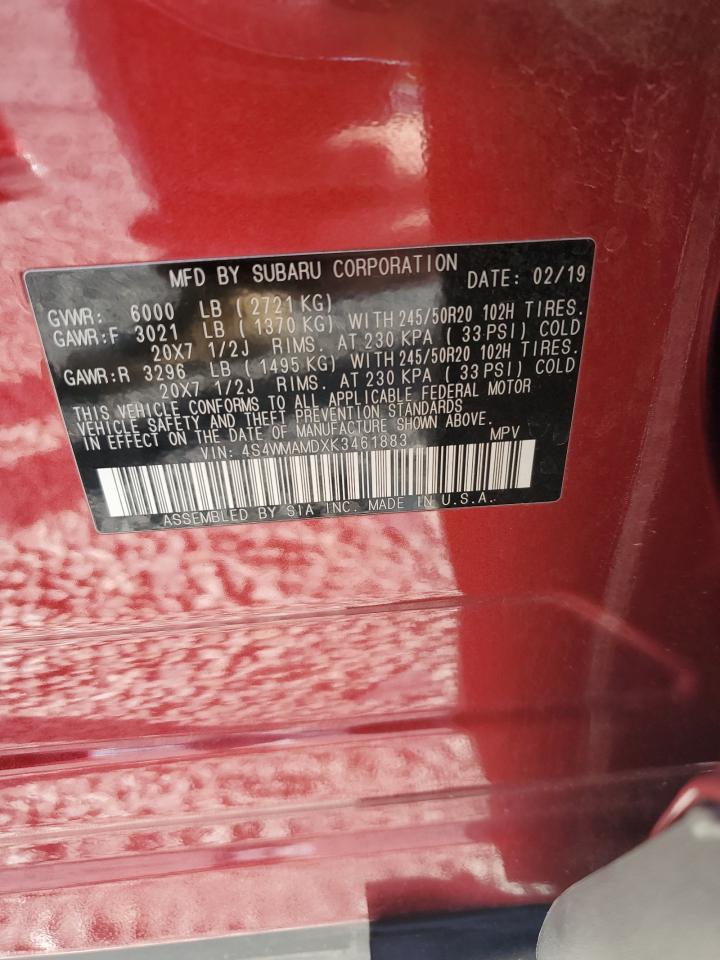 MFD BY SUBARU CORPORATION DATE: 02/19
GVWR: 6000 LB ( 2721 KG)
GAWR:F 3021 LB ( 1370 KG) WITH 245/50R20 102H TIRES.
20X7 1/2J RIMS. AT 230 KPA ( 33 PSI) COLD
GAWR:R 3296 LB ( 1495 KG) WITH 245/50R20 102H TIRES.
20X7 1/2J RIMS. AT 230 KPA ( 33 PSI) COLD
THIS VEHICLE CONFORMS TO ALL APPLICABLE FEDERAL MOTOR
VEHICLE SAFETY AND THEFT PREVENTION STANDARDS
IN EFFECT ON THE DATE OF MANUFACTURE SHOWN ABOVE.
VIN: 4S4WMAMDXK3461883 MPV
ASSEMBLED BY SIA INC. MADE IN U.S.A.